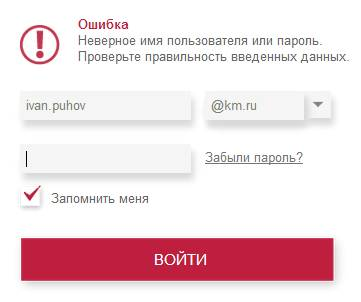 Ошибка
Неверное имя пользователя или пароль.
Проверьте правильность введенных данных.
ivan.puhov @km.ru
Забыли пароль?
Запомнить меня
ВОЙТИ